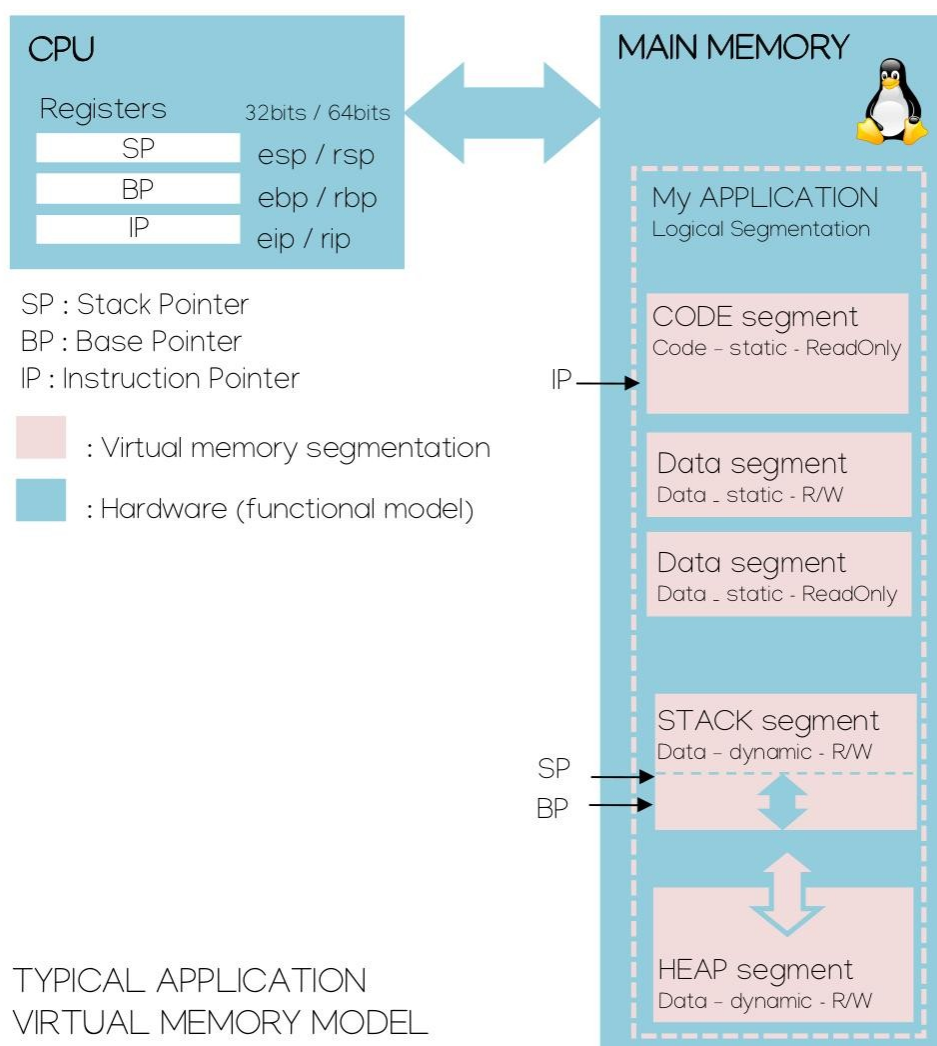 CPU
Registers 32bits / 64bits
SP esp / rsp
BP ebp / rbp
IP eip / rip
SP : Stack Pointer
BP : Base Pointer
IP : Instruction Pointer
: Virtual memory segmentation
: Hardware (functional model)
MAIN MEMORY
My APPLICATION
Logical Segmentation
CODE segment
Code – static - ReadOnly
IP
Data segment
Data _ static - R/W
Data segment
Data _ static - ReadOnly
STACK segment
Data – dynamic - R/W
SP
BP
HEAP segment
Data – dynamic - R/W
TYPICAL APPLICATION
VIRTUAL MEMORY MODEL